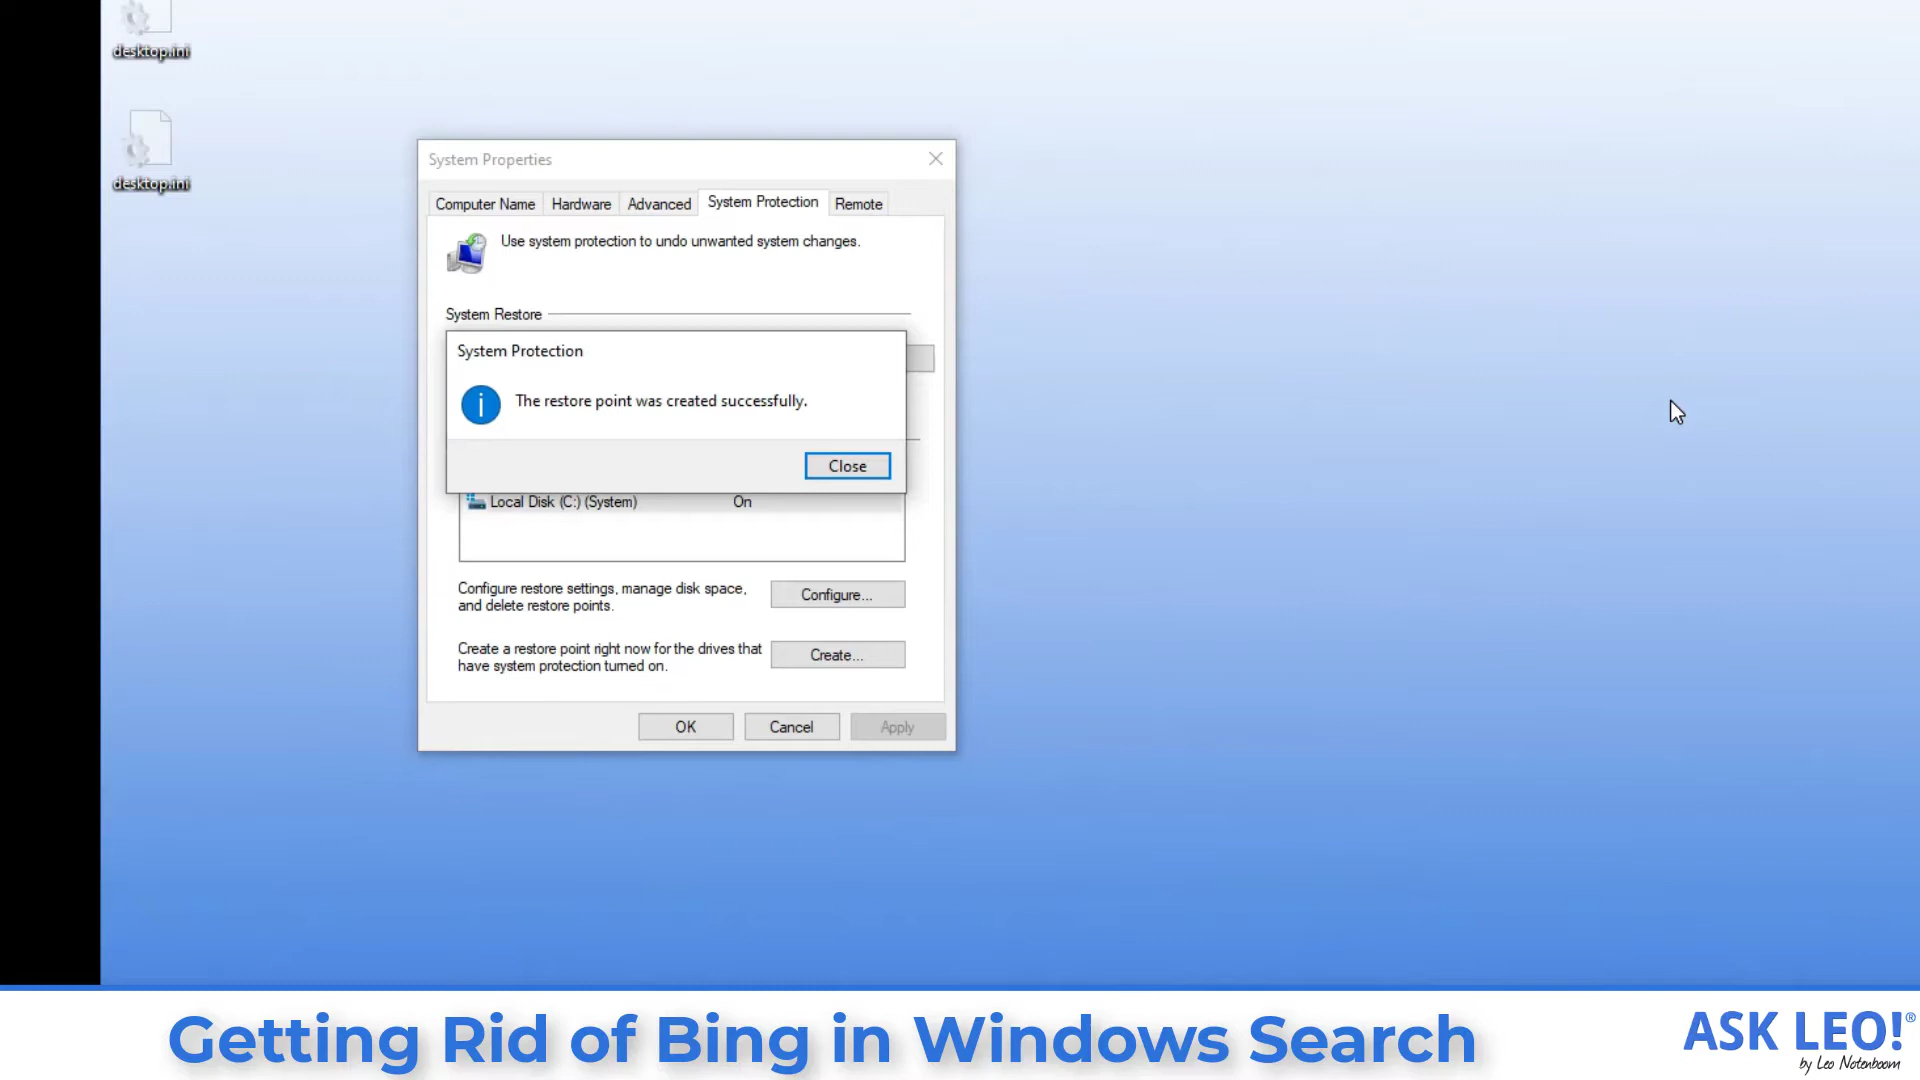 desktop.ini
desktop.ini
System Properties
Computer Name Hardware Advanced System Protection Remote
Use system protection to undo unwanted system changes.
System Restore
System Protection
The restore point was created successfully.
Close
Local Disk (C:) (System) On
Configure restore settings, manage disk space,
and delete restore points.
Configure...
Create a restore point right now for the drives that
have system protection turned on.
Create...
OK Cancel Apply
Getting Rid of Bing in Windows Search
ASK LEO!®
by Leo Notenboom